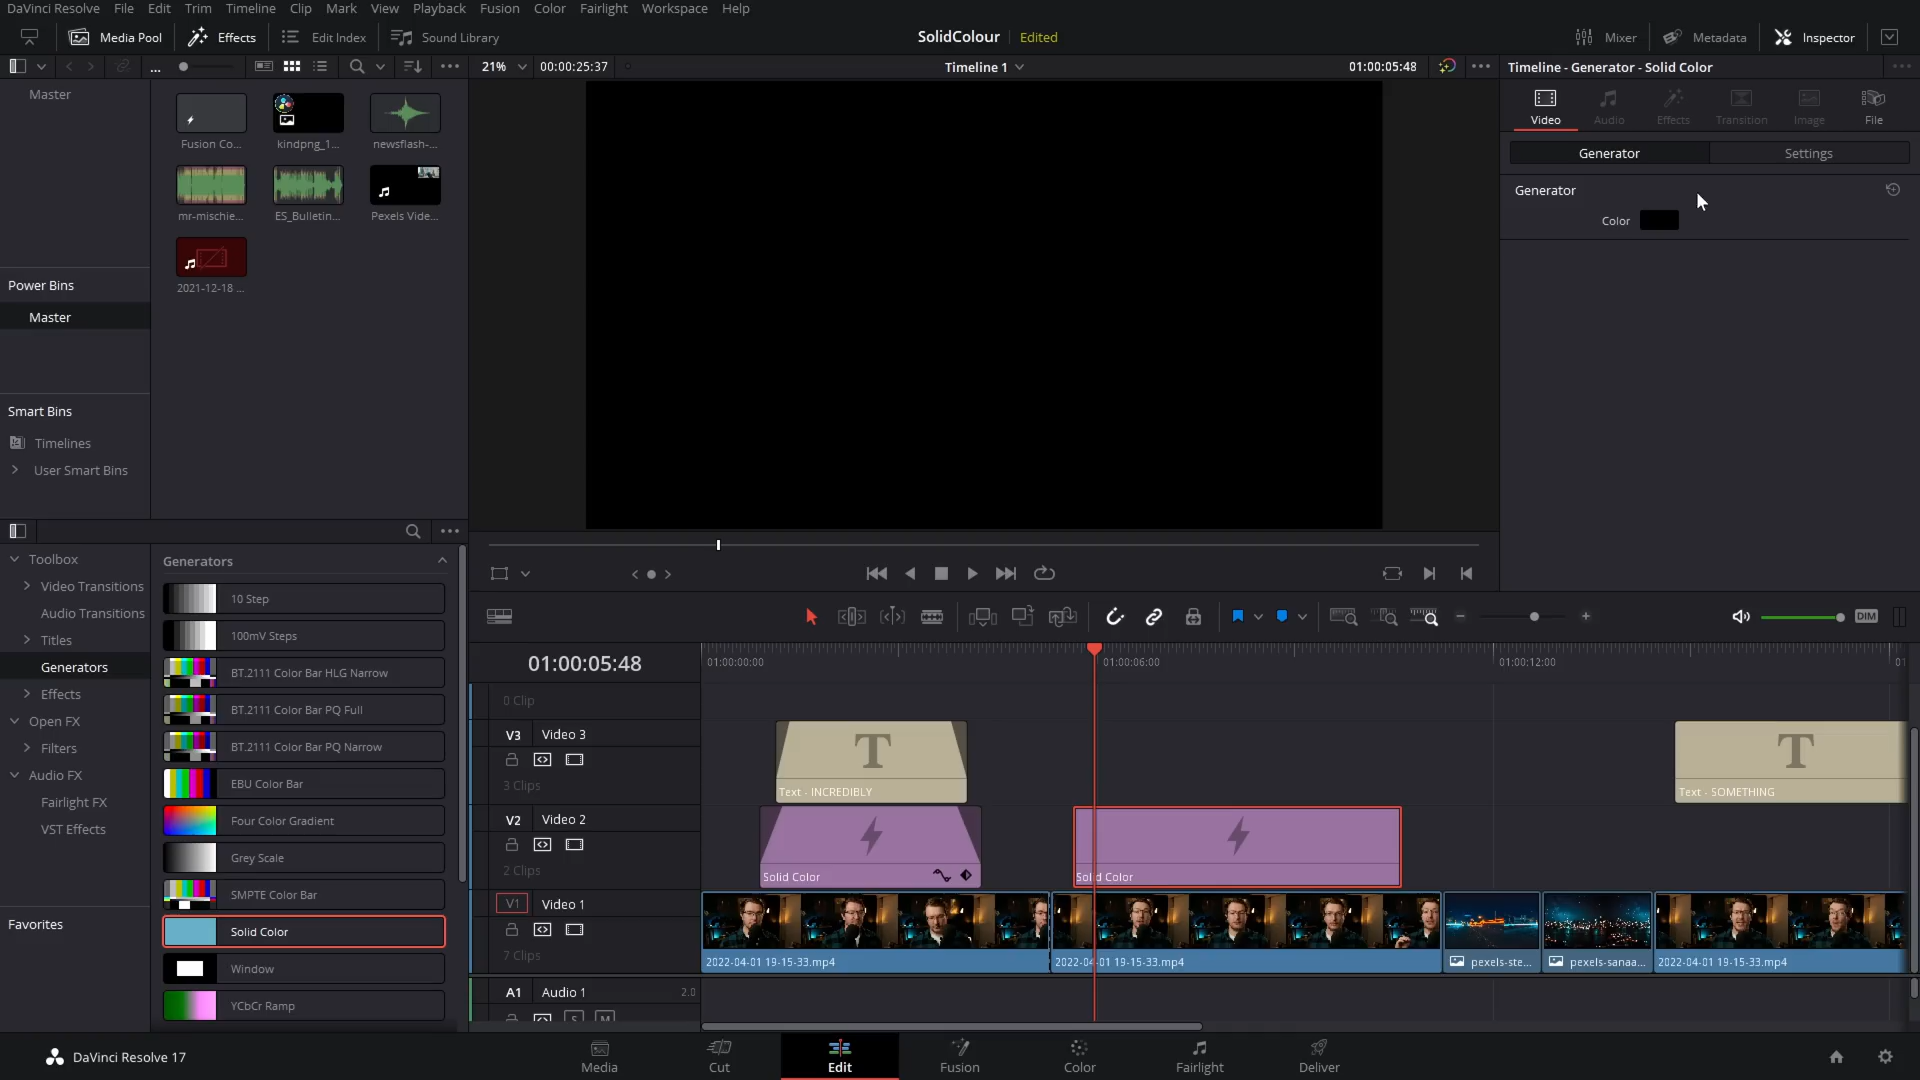 DaVinci Resolve File Edit Trim Timeline Clip Mark View Playback Fusion Color Fairlight Workspace Help
Media Pool Effects Edit Index Sound Library SolidColour Edited Mixer Metadata Inspector
... 21% 00:00:25:37 Timeline 1 01:00:05:48 Timeline - Generator - Solid Color
Master
Fusion Co...
kindpng_1...
newsflash-...
mr-mischie...
ES_Bulletin...
Pexels Vide...
2021-12-18 ...
Power Bins
Master
Smart Bins
Timelines
User Smart Bins
Video Audio Effects Transition Image File
Generator Settings
Generator
Color
Toolbox
Video Transitions
Audio Transitions
Titles
Generators
Effects
Open FX
Filters
Audio FX
Fairlight FX
VST Effects
Favorites
Generators
10 Step
100mV Steps
BT.2111 Color Bar HLG Narrow
BT.2111 Color Bar PQ Full
BT.2111 Color Bar PQ Narrow
EBU Color Bar
Four Color Gradient
Grey Scale
SMPTE Color Bar
Solid Color
Window
YCbCr Ramp
DIM
01:00:05:48 01:00:00:00 01:00:06:00 01:00:12:00 01
0 Clip
V3 Video 3
3 Clips
T T
Text - INCREDIBLY Text - SOMETHING
V2 Video 2
2 Clips
Solid Color Solid Color
V1 Video 1
7 Clips
2022-04-01 19-15-33.mp4 2022-04-01 19-15-33.mp4 pexels-ste... pexels-sanaa... 2022-04-01 19-15-33.mp4
A1 Audio 1 2.0
S M
DaVinci Resolve 17
Media Cut Edit Fusion Color Fairlight Deliver